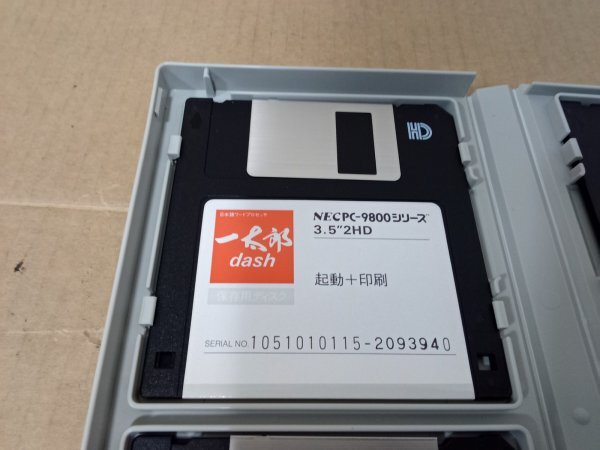 HD
日本語ワードプロセッサ
一太郎
dash
保存用ディスク
NEC PC-9800シリーズ
3.5"2HD
起動+印刷
SERIAL NO. 1051010115-2093940